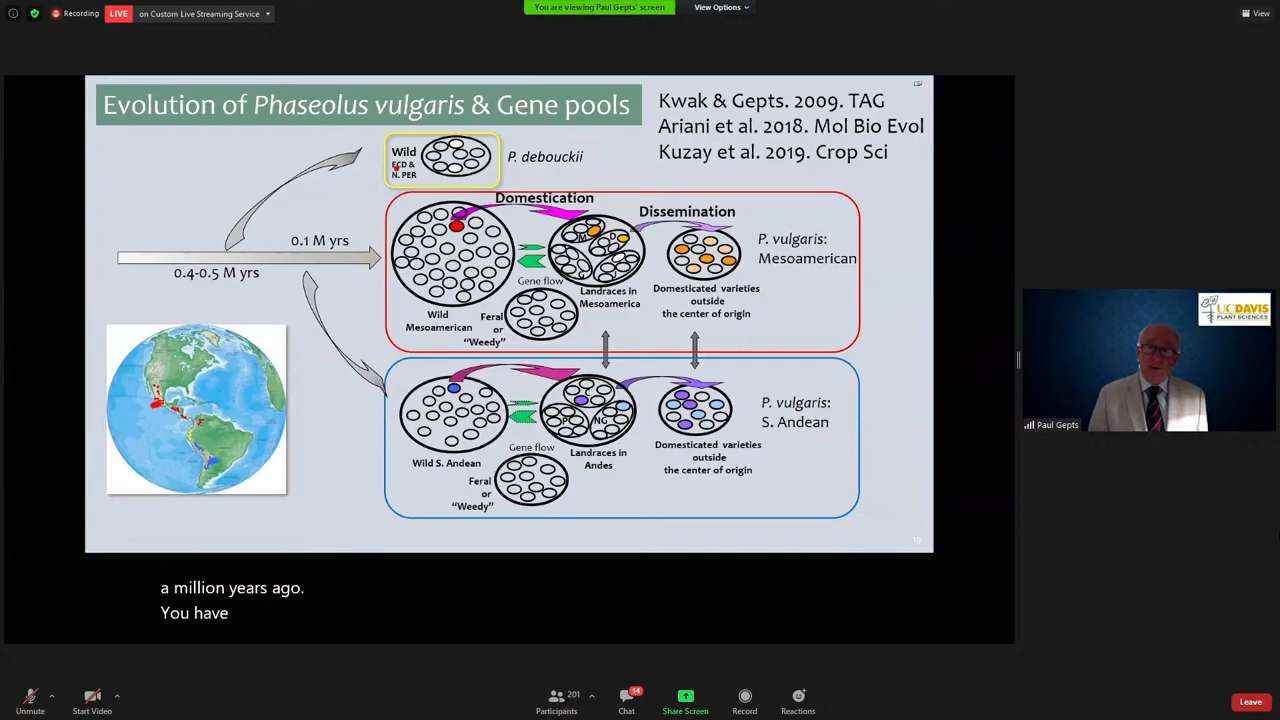 Recording
LIVE
on Custom Live Streaming Service
You are viewing Paul Gepts' screen
View Options
View
Evolution of Phaseolus vulgaris & Gene pools
Kwak & Gepts. 2009. TAG
Ariani et al. 2018. Mol Bio Evol
Kuzay et al. 2019. Crop Sci
Wild
ECD &
N. PER
P. debouckii
0.1 M yrs
0.4-0.5 M yrs
Domestication
Dissemination
M
D
G
P. vulgaris:
Mesoamerican
Gene flow
Landraces in
Mesoamerica
Domesticated varieties
outside
the center of origin
Wild
Mesoamerican
Feral
or
“Weedy”
P
NG
P. vulgaris:
S. Andean
Wild S. Andean
Gene flow
Landraces in
Andes
Domesticated varieties
outside
the center of origin
Feral
or
“Weedy”
19
UCDAVIS
PLANT SCIENCES
Paul Gepts
a million years ago.
You have
Unmute
Start Video
201
Participants
14
Chat
Share Screen
Record
Reactions
Leave